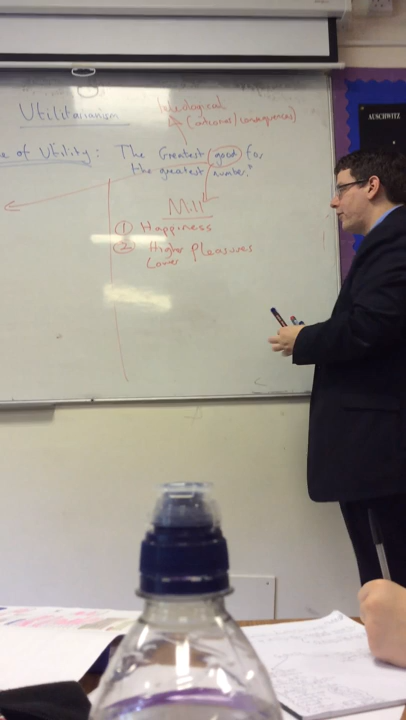 Teleological
Utilitarianism
(outcomes/consequences)
AUSCHWITZ
e of Utility: The Greatest good for
the greatest number."
Mill
① Happiness
② Higher Pleasures
Lower